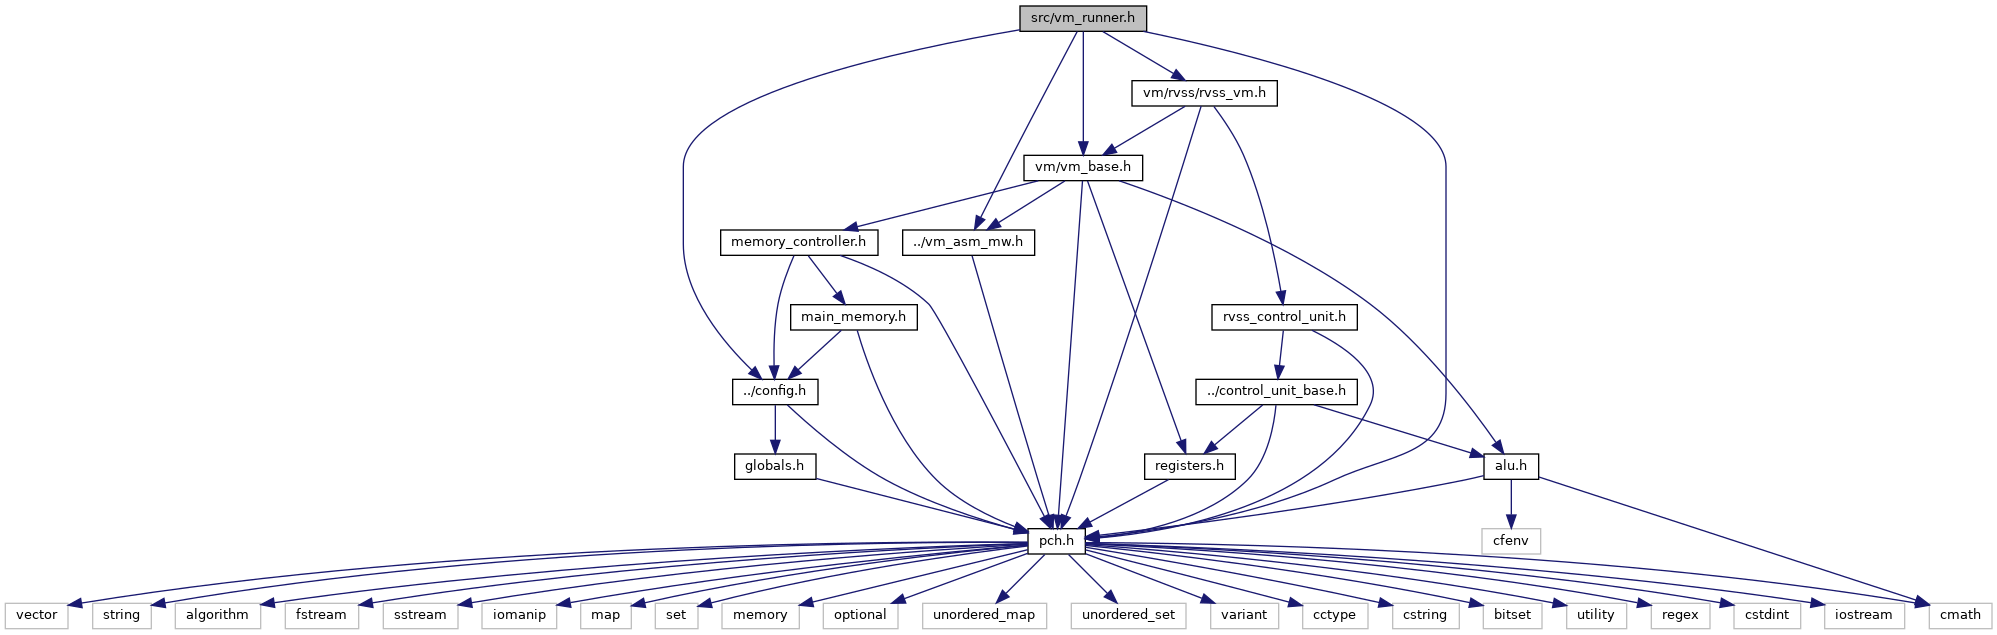 src/vm_runner.h
vm/rvss/rvss_vm.h
vm/vm_base.h
memory_controller.h
../vm_asm_mw.h
main_memory.h
rvss_control_unit.h
../config.h
../control_unit_base.h
globals.h
registers.h
alu.h
pch.h
cfenv
vector
string
algorithm
fstream
sstream
iomanip
map
set
memory
optional
unordered_map
unordered_set
variant
cctype
cstring
bitset
utility
regex
cstdint
iostream
cmath